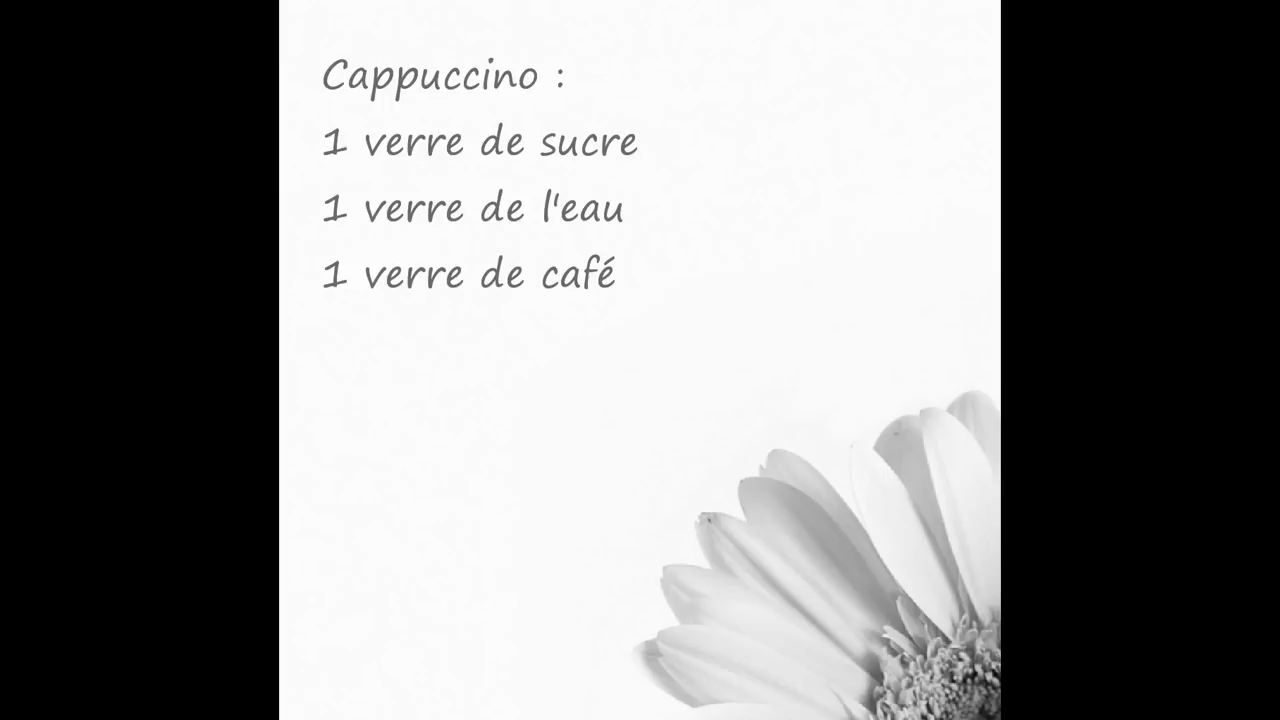 Cappuccino :
1 verre de sucre
1 verre de l'eau
1 verre de café